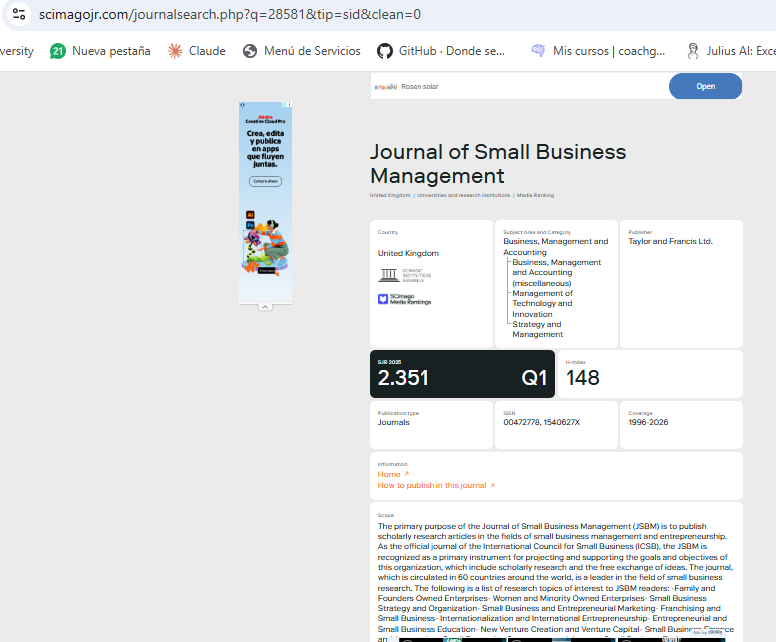 scimagojr.com/journalsearch.php?q=28581&tip=sid&clean=0
versity
21
Nueva pestaña
Claude
Menú de Servicios
GitHub · Donde se...
Mis cursos | coachg...
Julius AI: Exce
Rosen solar
Open
Adobe
Creative Cloud Pro
Crea, edita
y publica
en apps
que fluyen
juntas.
Compra ahora
Journal of Small Business
Management
United Kingdom | Universities and research institutions | Media Ranking
Country
United Kingdom
SCIMAGO
INSTITUTIONS
RANKINGS
SCImago
Media Rankings
Subject Area and Category
Business, Management and
Accounting
Business, Management
and Accounting
(miscellaneous)
Management of
Technology and
Innovation
Strategy and
Management
Publisher
Taylor and Francis Ltd.
SJR 2025
2.351
Q1
H-Index
148
Publication type
Journals
ISSN
00472778, 1540627X
Coverage
1996-2026
Information
Home
How to publish in this journal
Scope
The primary purpose of the Journal of Small Business Management (JSBM) is to publish
scholarly research articles in the fields of small business management and entrepreneurship.
As the official journal of the International Council for Small Business (ICSB), the JSBM is
recognized as a primary instrument for projecting and supporting the goals and objectives of
this organization, which include scholarly research and the free exchange of ideas. The journal,
which is circulated in 60 countries around the world, is a leader in the field of small business
research. The following is a list of research topics of interest to JSBM readers: -Family and
Founders Owned Enterprises- Women and Minority Owned Enterprises- Small Business
Strategy and Organization- Small Business and Entrepreneurial Marketing- Franchising and
Small Business- Internationalization and International Entrepreneurship- Entrepreneurial and
Small Business Education- New Venture Creation and Venture Capital- Small Business Finance
an